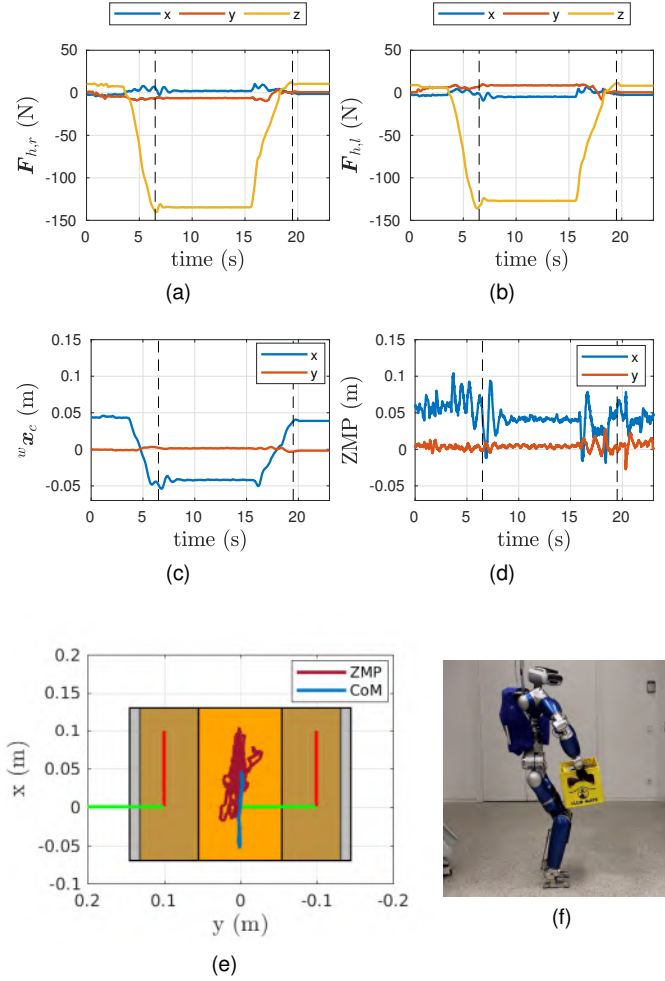 x y z
x y z
50
0
-50
-100
-150
F_{h,r} (N)
0 5 10 15 20
time (s)
(a)
50
0
-50
-100
-150
F_{h,l} (N)
0 5 10 15 20
time (s)
(b)
0.15
0.1
0.05
0
-0.05
^w x_c (m)
0 5 10 15 20
time (s)
x
y
(c)
0.15
0.1
0.05
0
-0.05
ZMP (m)
0 5 10 15 20
time (s)
x
y
(d)
0.2
0.15
0.1
0.05
0
-0.05
-0.1
x (m)
0.2 0.1 0 -0.1 -0.2
y (m)
ZMP
CoM
(e)
CLUB-MATE
(f)